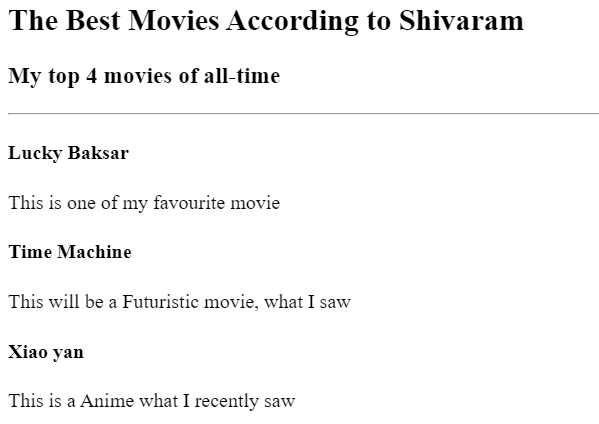 The Best Movies According to Shivaram
My top 4 movies of all-time
Lucky Baksar
This is one of my favourite movie
Time Machine
This will be a Futuristic movie, what I saw
Xiao yan
This is a Anime what I recently saw